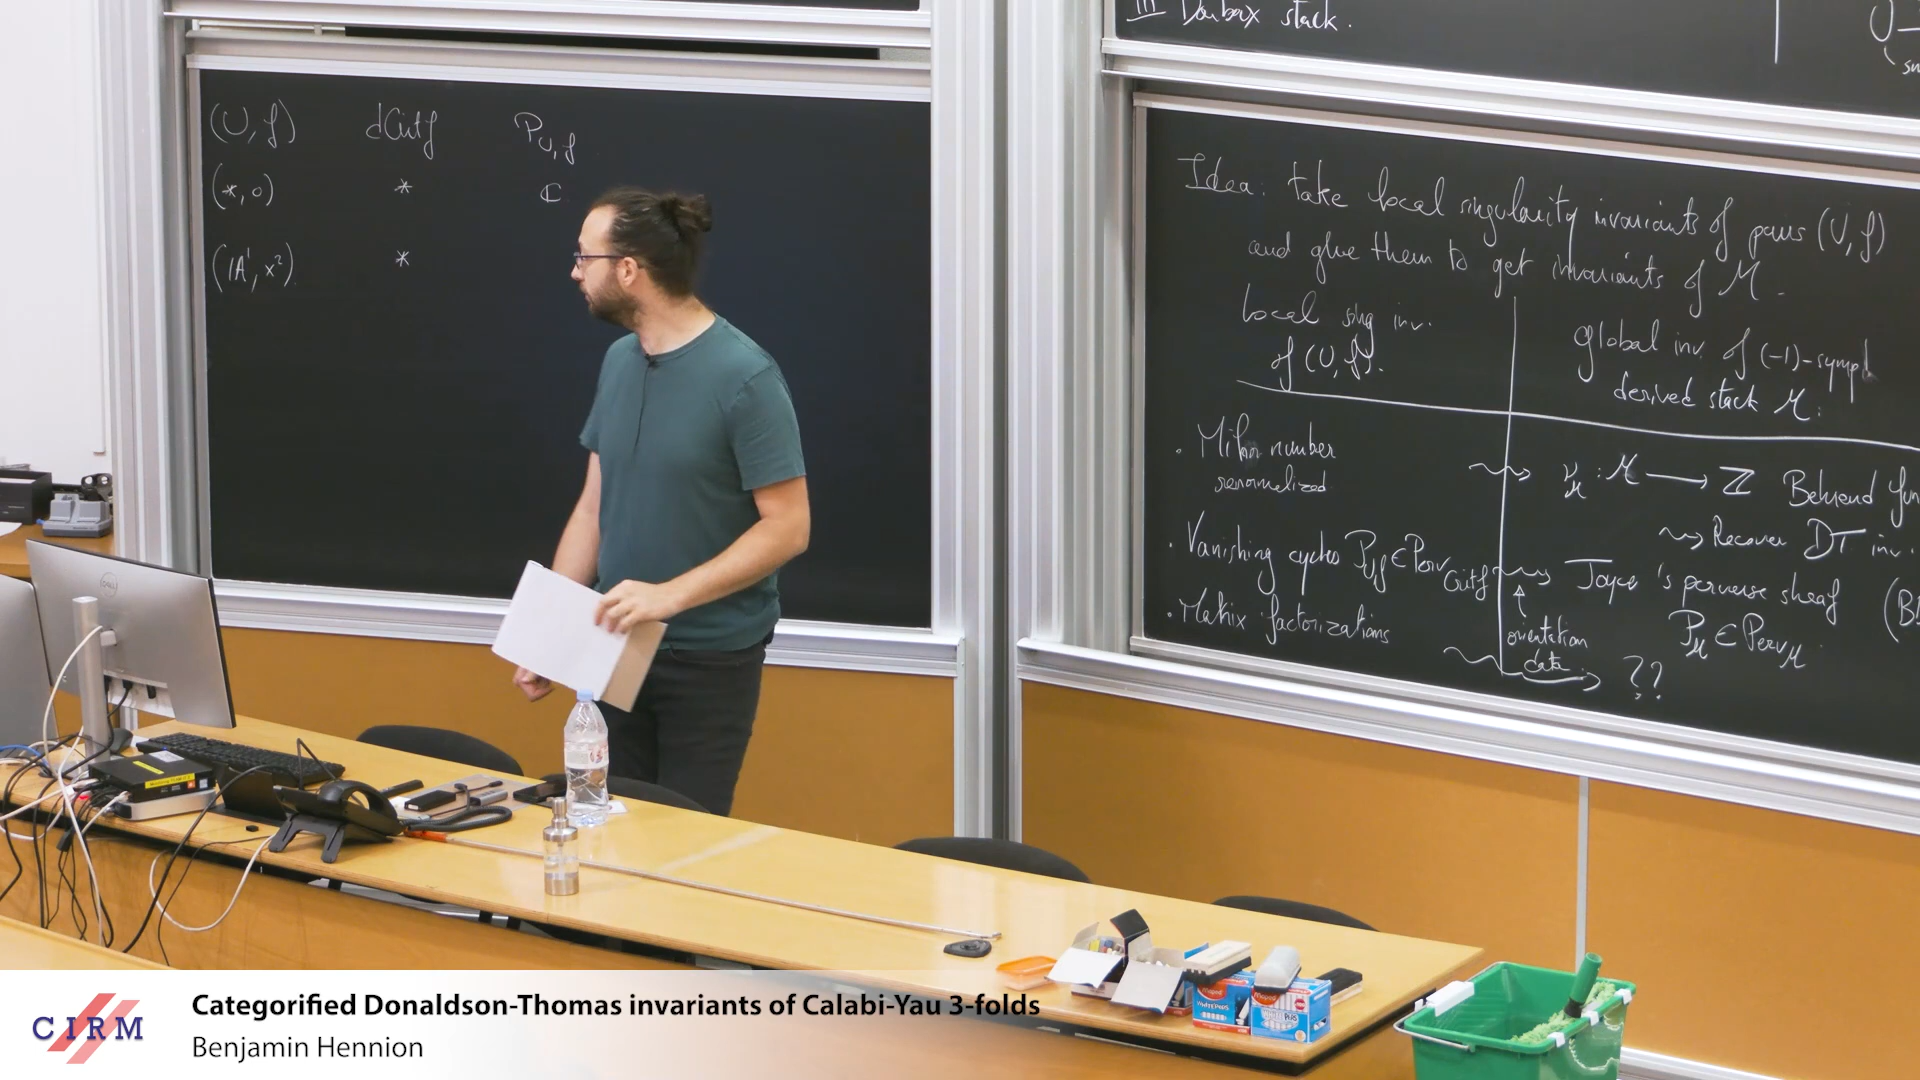 (U, f) dCrit f P_{U,f}
(*, 0) * ℂ
(𝔸¹, x²) *
III Darboux stack.
Idea: take local singularity invariants of pairs (U, f)
and glue them to get invariants of M.
local sing inv.
of (U, f).
global inv. of (-1)-sympl
derived stack M.
· Milnor number
renormalized
ν_M : M → ℤ Behrend fun
⇝ Recover DT inv.
· Vanishing cycles P_{U,f} ∈ Perv_{Crit f} ⇝ Joyce's perverse sheaf (B
P_M ∈ Perv_M
· Matrix factorizations
orientation
data
??
DELL
CIRM
Categorified Donaldson-Thomas invariants of Calabi-Yau 3-folds
Benjamin Hennion